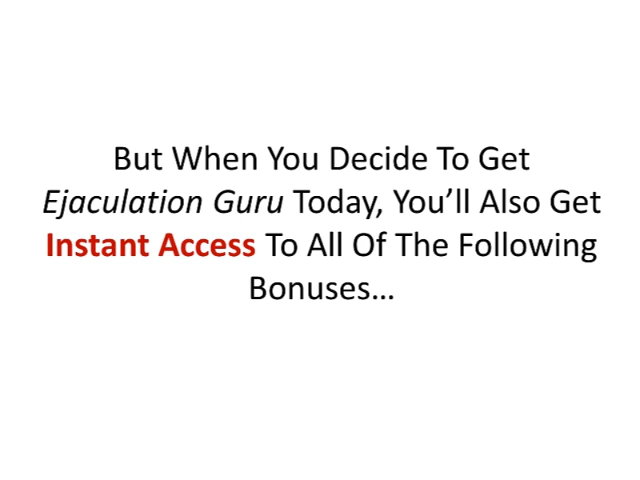 But When You Decide To Get
Ejaculation Guru Today, You’ll Also Get
Instant Access To All Of The Following
Bonuses…